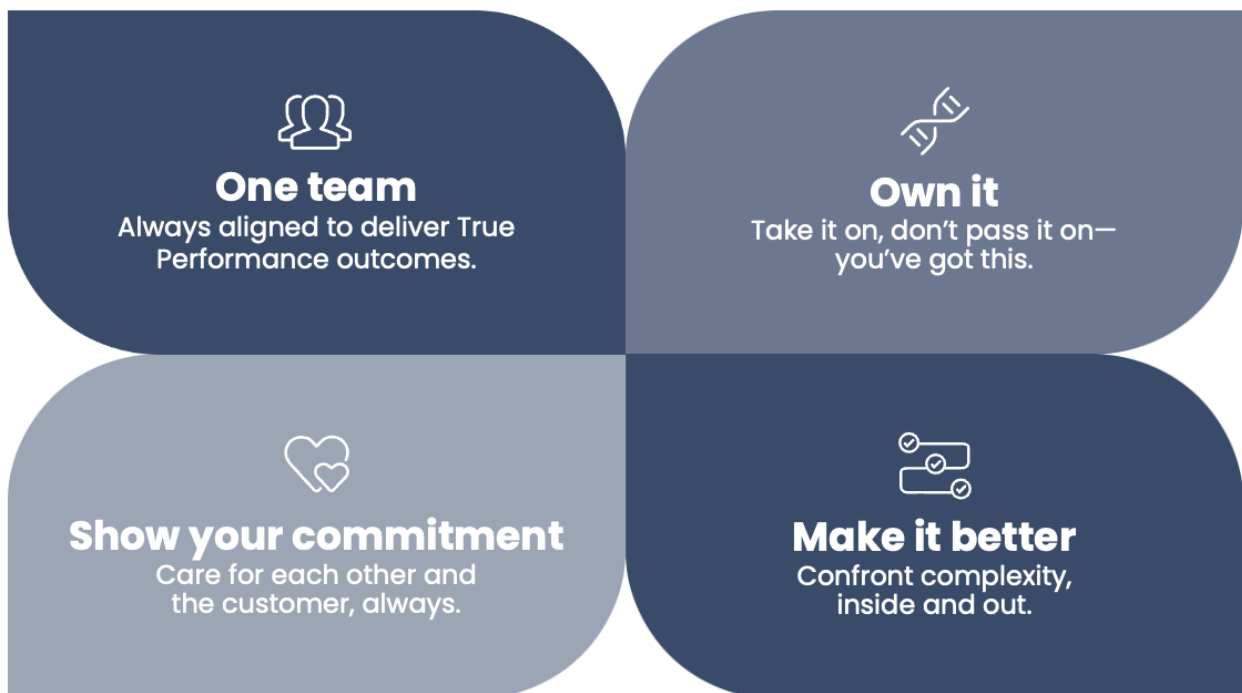 One team
Always aligned to deliver True
Performance outcomes.
Own it
Take it on, don’t pass it on—
you’ve got this.
Show your commitment
Care for each other and
the customer, always.
Make it better
Confront complexity,
inside and out.